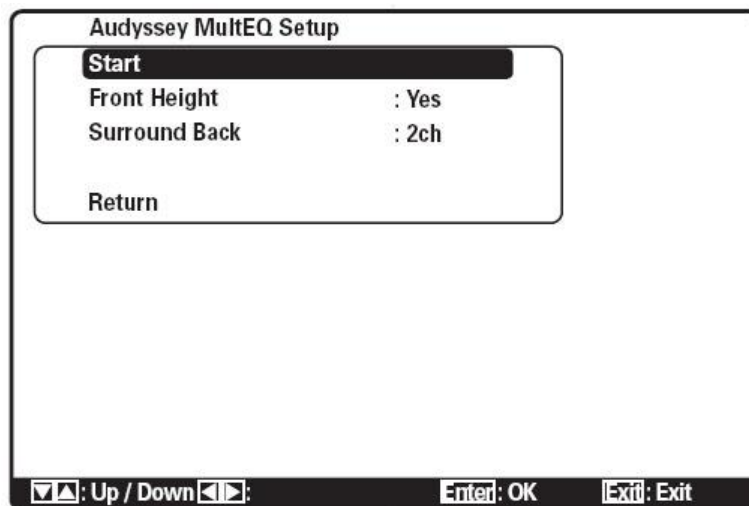 Audyssey MultEQ Setup
Start
Front Height : Yes
Surround Back : 2ch
Return
▼▲: Up / Down ◀▶: Enter: OK Exit: Exit